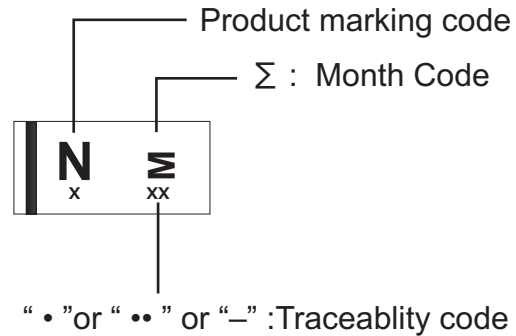 Product marking code
∑ : Month Code
N ∑
x xx
“ • ”or “ •• ” or “–” :Traceablity code